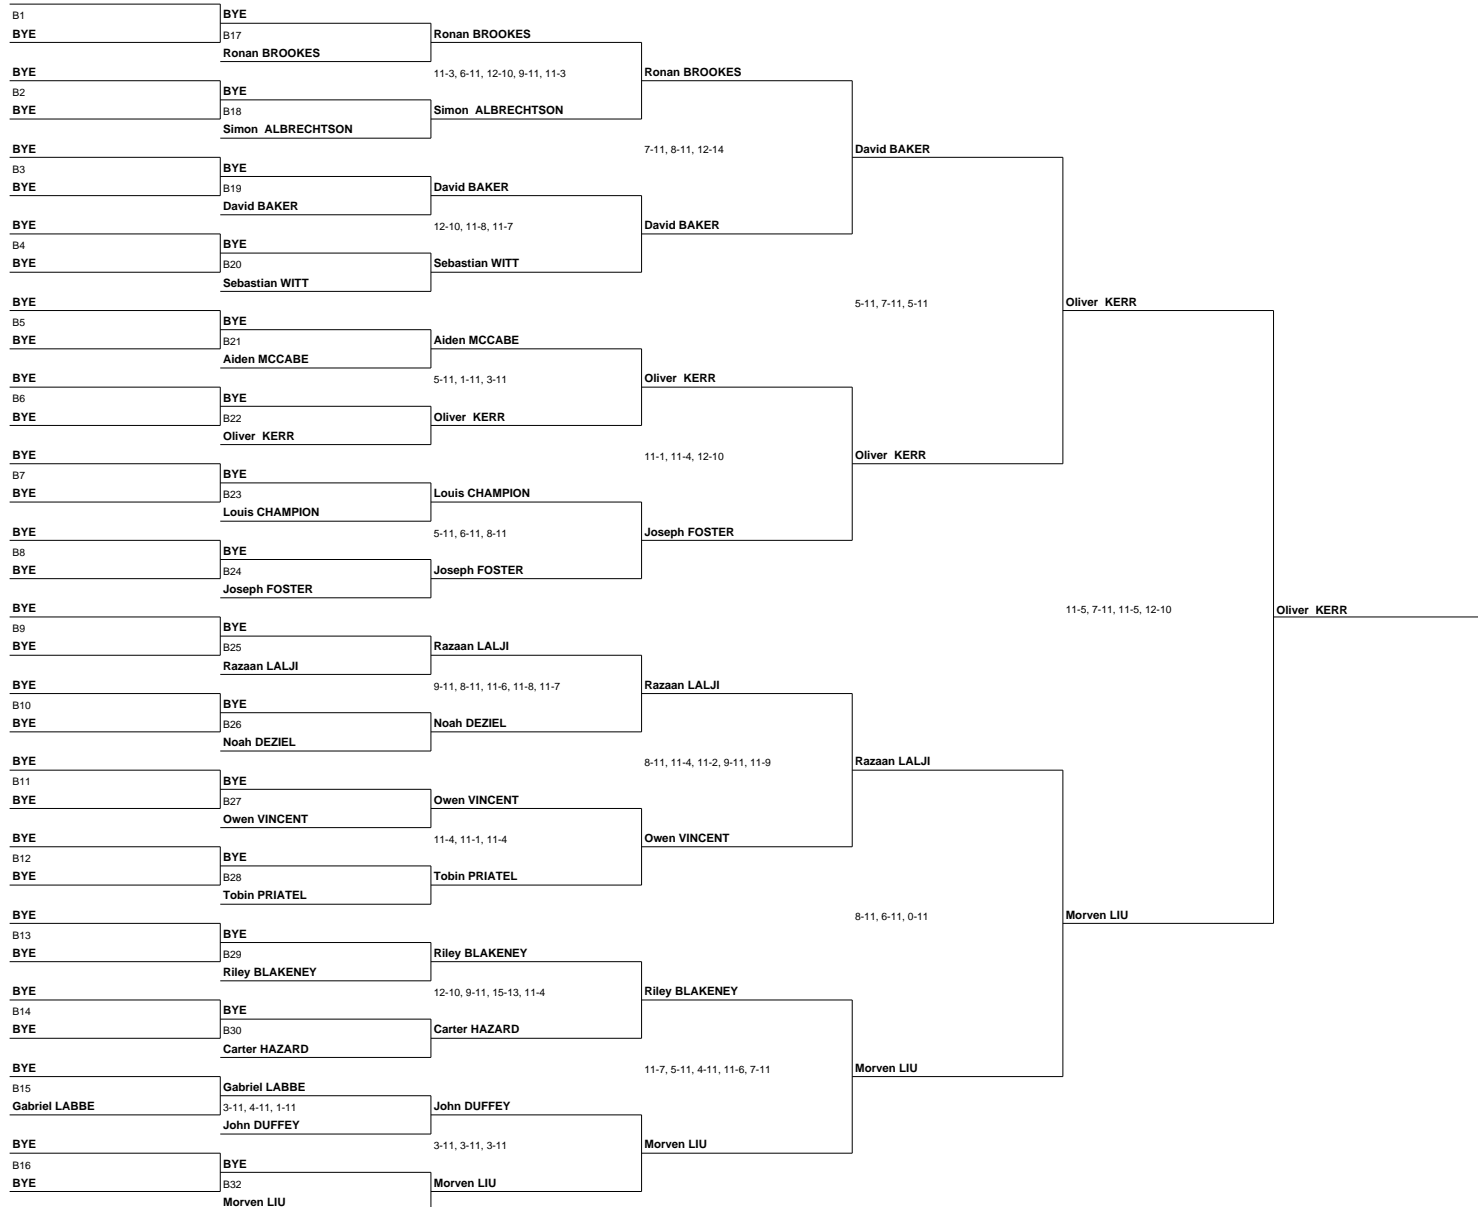 B1
BYE
BYE
B17
Ronan BROOKES
Ronan BROOKES
11-3, 6-11, 12-10, 9-11, 11-3
Ronan BROOKES
BYE
B2
BYE
BYE
B18
Simon ALBRECHTSON
Simon ALBRECHTSON
7-11, 8-11, 12-14
David BAKER
BYE
B3
BYE
BYE
B19
David BAKER
David BAKER
12-10, 11-8, 11-7
David BAKER
BYE
B4
BYE
BYE
B20
Sebastian WITT
Sebastian WITT
5-11, 7-11, 5-11
Oliver KERR
BYE
B5
BYE
BYE
B21
Aiden MCCABE
Aiden MCCABE
5-11, 1-11, 3-11
Oliver KERR
BYE
B6
BYE
BYE
B22
Oliver KERR
Oliver KERR
11-1, 11-4, 12-10
Oliver KERR
BYE
B7
BYE
BYE
B23
Louis CHAMPION
Louis CHAMPION
5-11, 6-11, 8-11
Joseph FOSTER
BYE
B8
BYE
BYE
B24
Joseph FOSTER
Joseph FOSTER
11-5, 7-11, 11-5, 12-10
Oliver KERR
BYE
B9
BYE
BYE
B25
Razaan LALJI
Razaan LALJI
9-11, 8-11, 11-6, 11-8, 11-7
Razaan LALJI
BYE
B10
BYE
BYE
B26
Noah DEZIEL
Noah DEZIEL
8-11, 11-4, 11-2, 9-11, 11-9
Razaan LALJI
BYE
B11
BYE
BYE
B27
Owen VINCENT
Owen VINCENT
11-4, 11-1, 11-4
Owen VINCENT
BYE
B12
BYE
BYE
B28
Tobin PRIATEL
Tobin PRIATEL
8-11, 6-11, 0-11
Morven LIU
BYE
B13
BYE
BYE
B29
Riley BLAKENEY
Riley BLAKENEY
12-10, 9-11, 15-13, 11-4
Riley BLAKENEY
BYE
B14
BYE
BYE
B30
Carter HAZARD
Carter HAZARD
11-7, 5-11, 4-11, 11-6, 7-11
Morven LIU
BYE
B15
Gabriel LABBE
Gabriel LABBE
3-11, 4-11, 1-11
John DUFFEY
John DUFFEY
3-11, 3-11, 3-11
Morven LIU
BYE
B16
BYE
BYE
B32
Morven LIU
Morven LIU